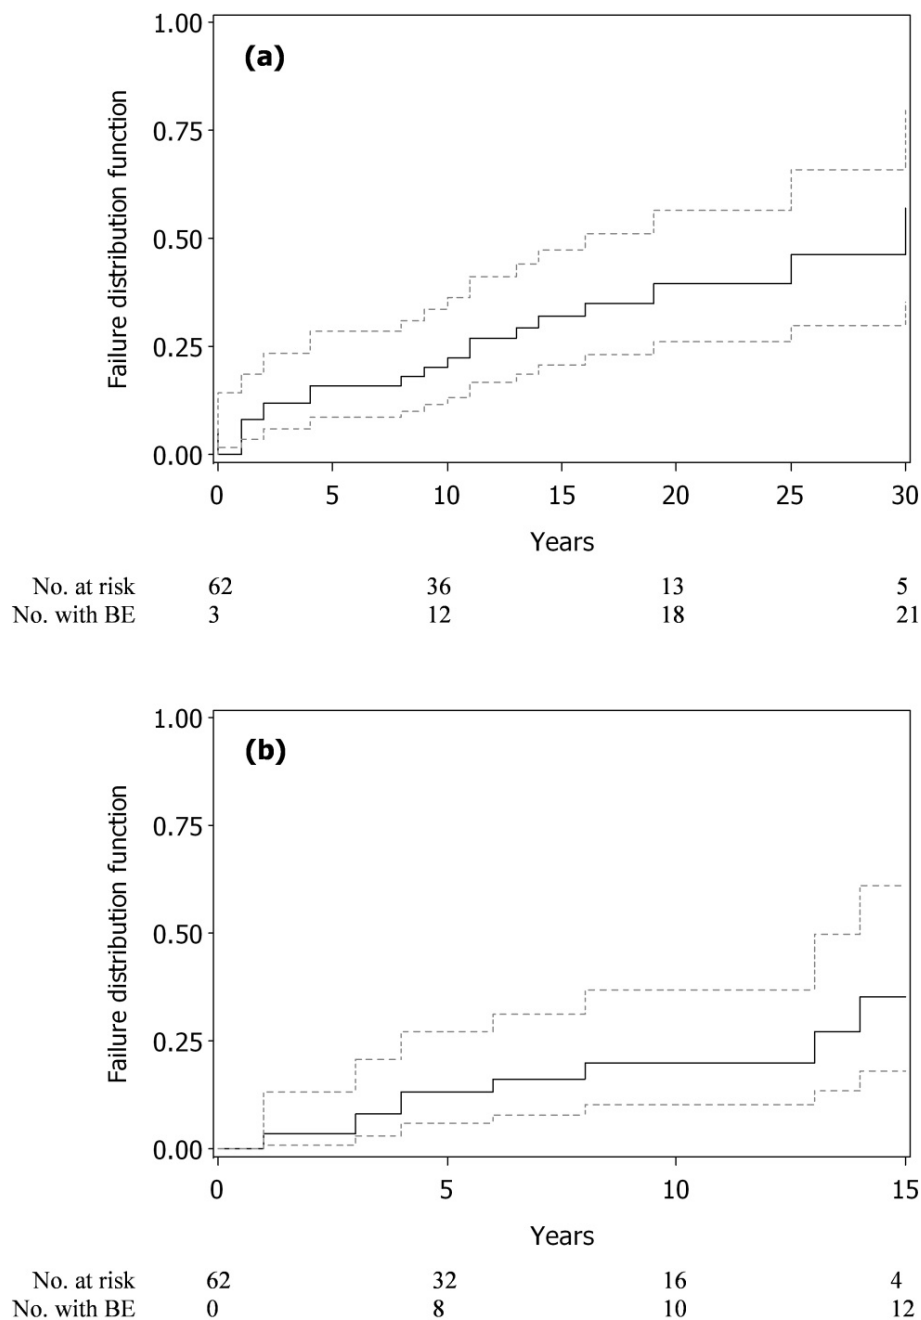 (a)
Failure distribution function
1.00
0.75
0.50
0.25
0.00
0 5 10 15 20 25 30
Years
No. at risk 62 36 13 5
No. with BE 3 12 18 21
(b)
Failure distribution function
1.00
0.75
0.50
0.25
0.00
0 5 10 15
Years
No. at risk 62 32 16 4
No. with BE 0 8 10 12